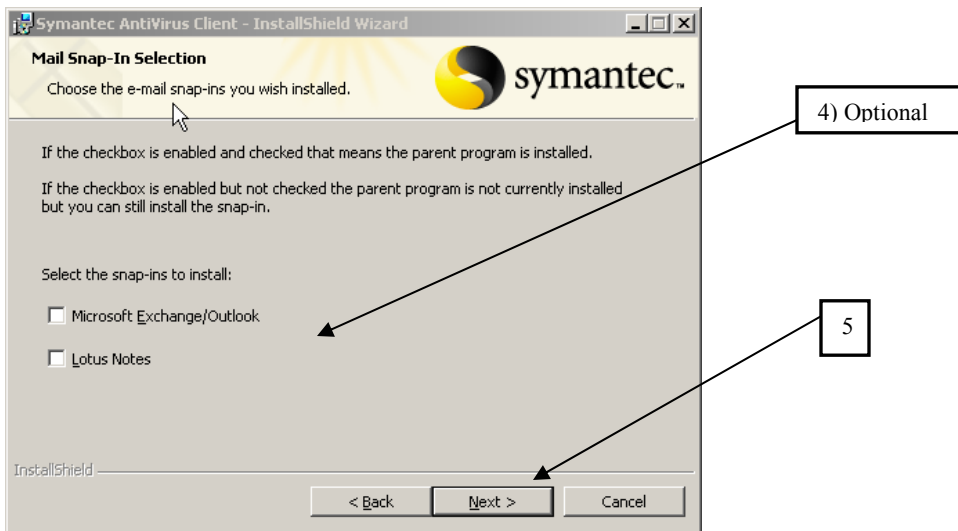 Symantec AntiVirus Client - InstallShield Wizard
Mail Snap-In Selection
Choose the e-mail snap-ins you wish installed.
symantec™
4) Optional
If the checkbox is enabled and checked that means the parent program is installed.
If the checkbox is enabled but not checked the parent program is not currently installed
but you can still install the snap-in.
Select the snap-ins to install:
Microsoft Exchange/Outlook
5
Lotus Notes
InstallShield
< Back
Next >
Cancel